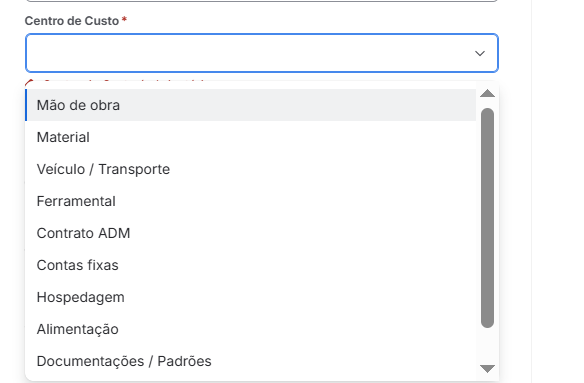 Centro de Custo *
Mão de obra
Material
Veículo / Transporte
Ferramental
Contrato ADM
Contas fixas
Hospedagem
Alimentação
Documentações / Padrões